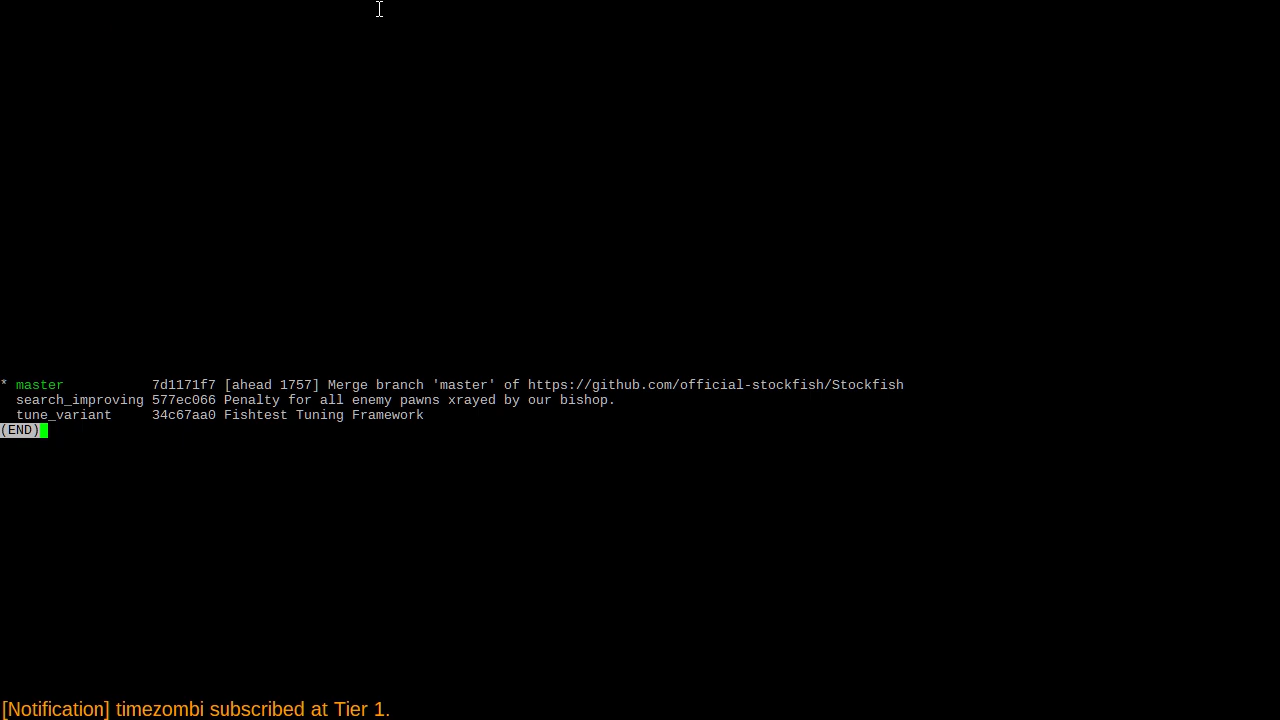 * master           7d1171f7 [ahead 1757] Merge branch 'master' of https://github.com/official-stockfish/Stockfish
  search_improving 577ec066 Penalty for all enemy pawns xrayed by our bishop.
  tune_variant     34c67aa0 Fishtest Tuning Framework
(END)
[Notification] timezombi subscribed at Tier 1.